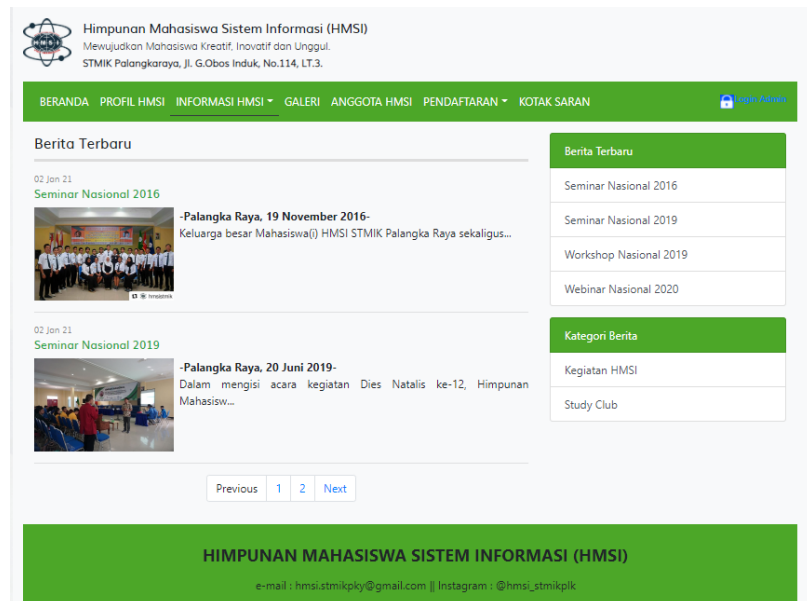 Himpunan Mahasiswa Sistem Informasi (HMSI)
Mewujudkan Mahasiswa Kreatif, Inovatif dan Unggul.
STMIK Palangkaraya, Jl. G.Obos Induk, No.114, LT.3.
BERANDA PROFIL HMSI INFORMASI HMSI GALERI ANGGOTA HMSI PENDAFTARAN KOTAK SARAN Login Admin
Berita Terbaru
02 Jan 21
Seminar Nasional 2016
-Palangka Raya, 19 November 2016-
Keluarga besar Mahasiswa(i) HMSI STMIK Palangka Raya sekaligus...
hmsistmik
02 Jan 21
Seminar Nasional 2019
-Palangka Raya, 20 Juni 2019-
Dalam mengisi acara kegiatan Dies Natalis ke-12, Himpunan
Mahasisw...
Previous 1 2 Next
Berita Terbaru
Seminar Nasional 2016
Seminar Nasional 2019
Workshop Nasional 2019
Webinar Nasional 2020
Kategori Berita
Kegiatan HMSI
Study Club
HIMPUNAN MAHASISWA SISTEM INFORMASI (HMSI)
e-mail : hmsi.stmikpky@gmail.com || Instagram : @hmsi_stmikplk